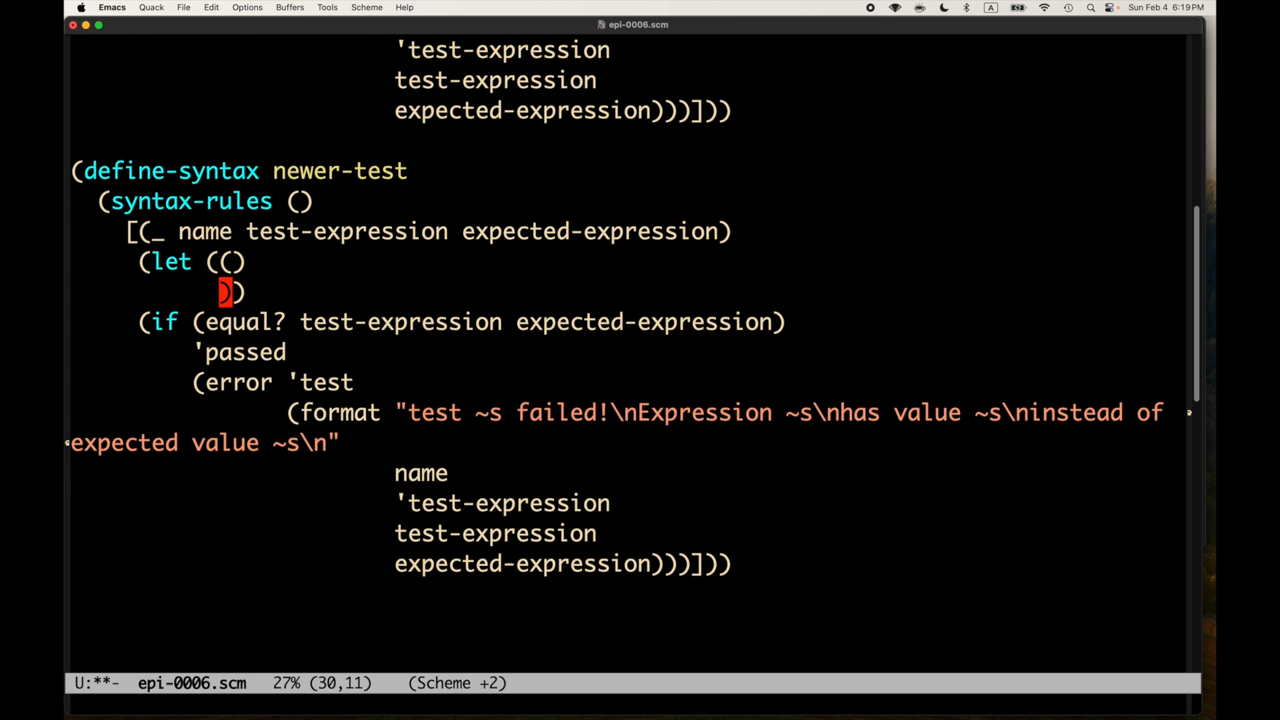 Emacs Quack File Edit Options Buffers Tools Scheme Help A Sun Feb 4 6:19 PM
epi-0006.scm
'test-expression
test-expression
expected-expression)))]))
(define-syntax newer-test
(syntax-rules ()
[(_ name test-expression expected-expression)
(let (()
))
(if (equal? test-expression expected-expression)
'passed
(error 'test
(format "test ~s failed!\nExpression ~s\nhas value ~s\ninstead of
expected value ~s\n"
name
'test-expression
test-expression
expected-expression)))]))
U:**- epi-0006.scm 27% (30,11) (Scheme +2)